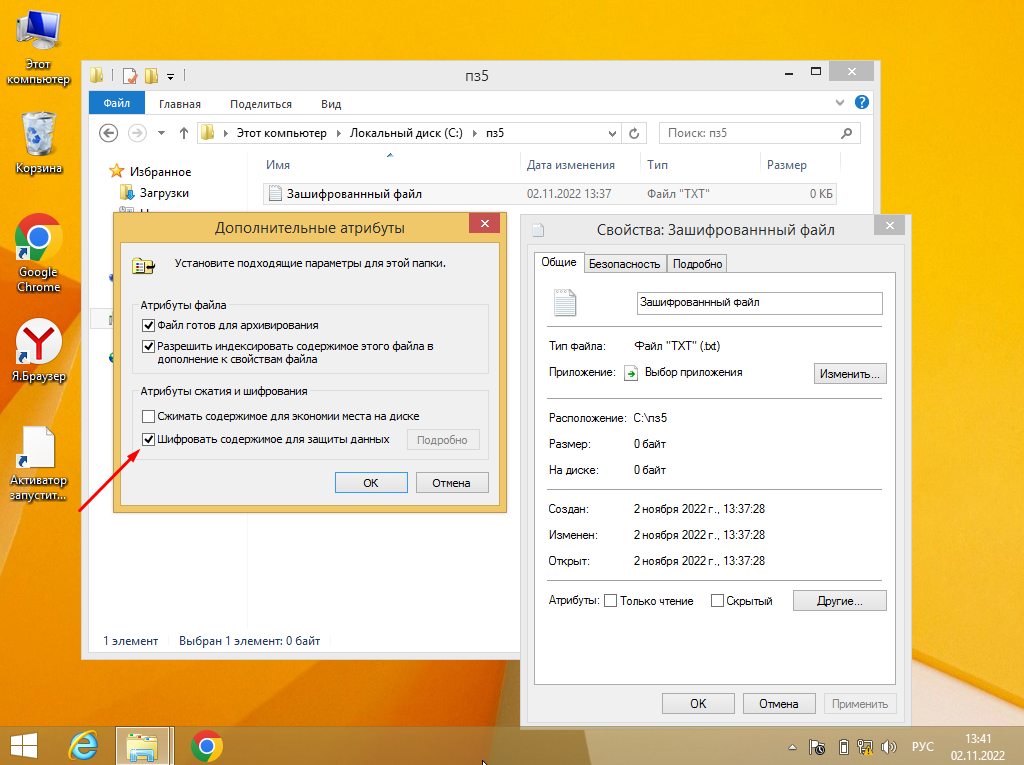 Этот
компьютер
Корзина
Google
Chrome
Я.Браузер
Активатор
запустит...
пз5
Файл
Главная
Поделиться
Вид
Этот компьютер
Локальный диск (C:)
пз5
Поиск: пз5
Избранное
Загрузки
Имя
Дата изменения
Тип
Размер
Зашифрованнный файл
02.11.2022 13:37
Файл "TXT"
0 КБ
Дополнительные атрибуты
Установите подходящие параметры для этой папки.
Атрибуты файла
Файл готов для архивирования
Разрешить индексировать содержимое этого файла в
дополнение к свойствам файла
Атрибуты сжатия и шифрования
Сжимать содержимое для экономии места на диске
Шифровать содержимое для защиты данных
Подробно
ОК
Отмена
1 элемент
Выбран 1 элемент: 0 байт
Свойства: Зашифрованнный файл
Общие
Безопасность
Подробно
Зашифрованнный файл
Тип файла: Файл "TXT" (.txt)
Приложение: Выбор приложения
Изменить...
Расположение: C:\пз5
Размер: 0 байт
На диске: 0 байт
Создан: 2 ноября 2022 г., 13:37:28
Изменен: 2 ноября 2022 г., 13:37:28
Открыт: 2 ноября 2022 г., 13:37:28
Атрибуты: Только чтение Скрытый
Другие...
ОК
Отмена
Применить
РУС
13:41
02.11.2022